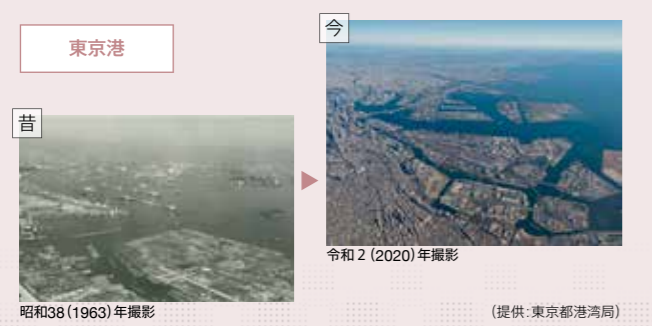 東京港
昔
昭和38(1963)年撮影
今
令和2(2020)年撮影
(提供:東京都港湾局)